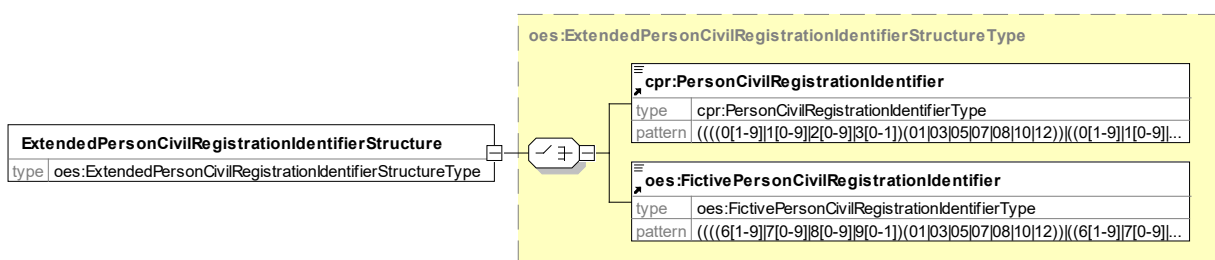 oes:ExtendedPersonCivilRegistrationIdentifierStructureType
cpr:PersonCivilRegistrationIdentifier
type cpr:PersonCivilRegistrationIdentifierType
pattern ((((0[1-9]|1[0-9]|2[0-9]|3[0-1])(01|03|05|07|08|10|12))|((0[1-9]|1[0-9]|...
ExtendedPersonCivilRegistrationIdentifierStructure
type oes:ExtendedPersonCivilRegistrationIdentifierStructureType
oes:FictivePersonCivilRegistrationIdentifier
type oes:FictivePersonCivilRegistrationIdentifierType
pattern ((((6[1-9]|7[0-9]|8[0-9]|9[0-1])(01|03|05|07|08|10|12))|((6[1-9]|7[0-9]|...